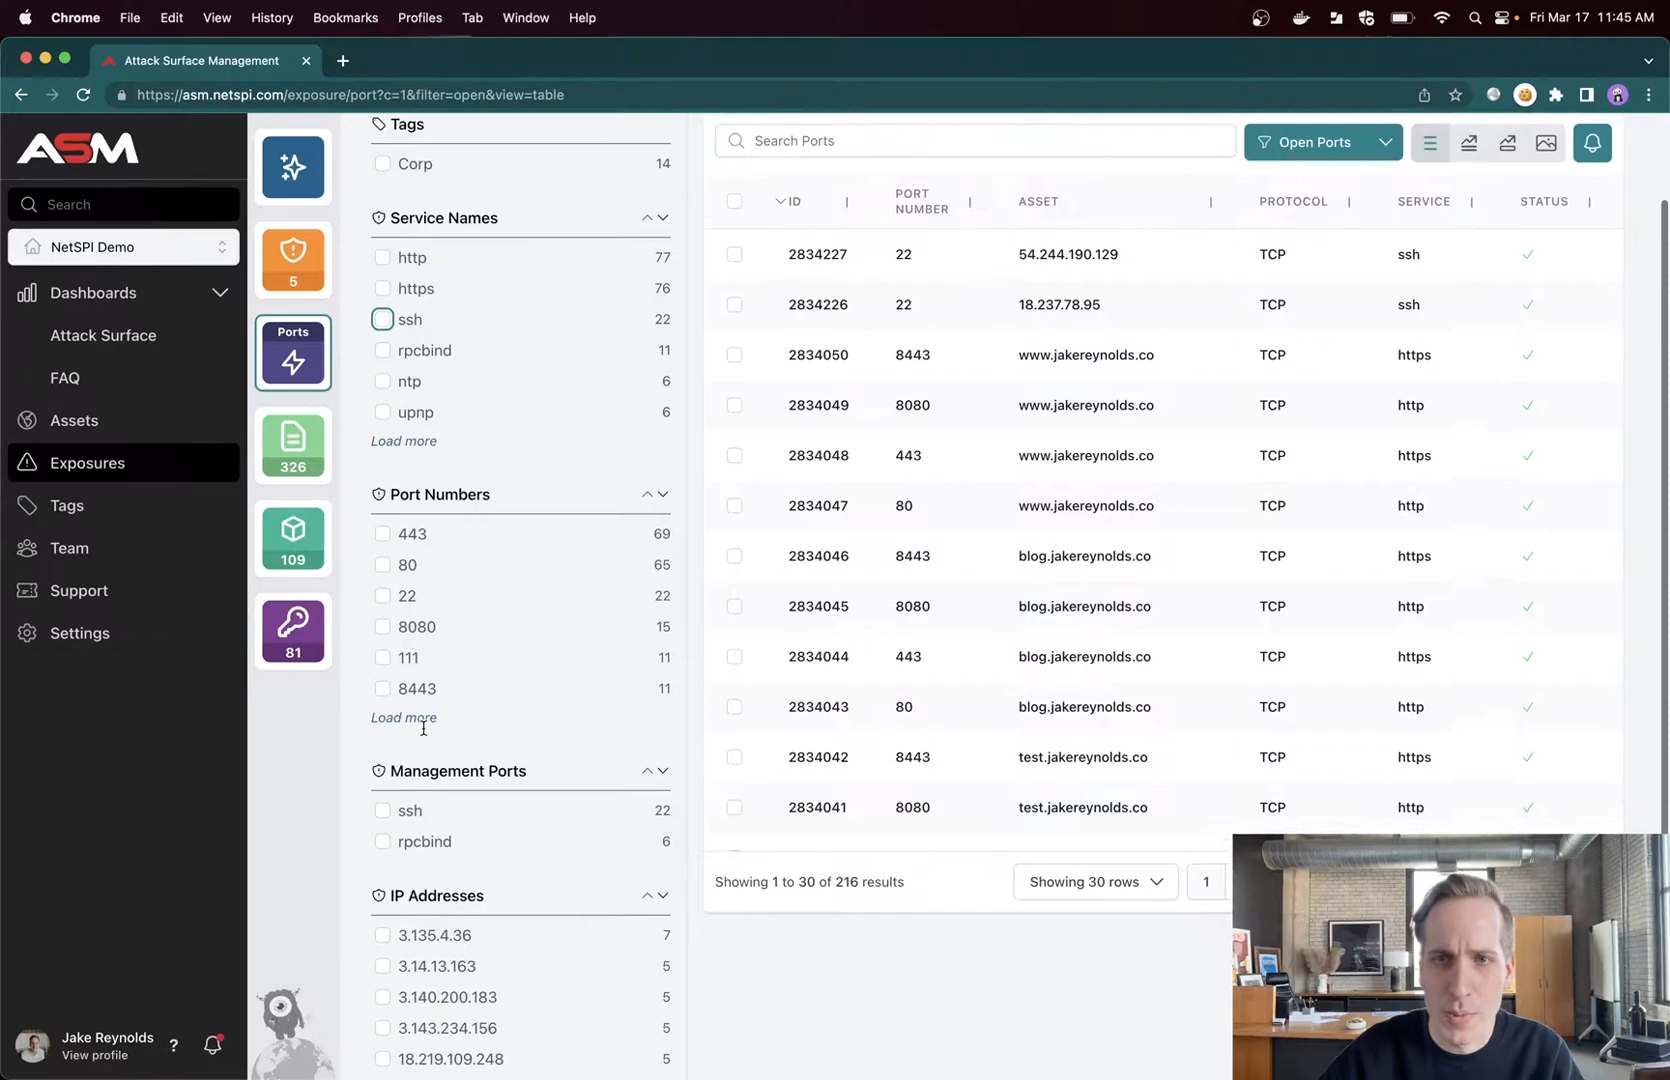 Chrome File Edit View History Bookmarks Profiles Tab Window Help Fri Mar 17 11:45 AM
Attack Surface Management
https://asm.netspi.com/exposure/port?c=1&filter=open&view=table
ASM
Search
NetSPI Demo
Dashboards
Attack Surface
FAQ
Assets
Exposures
Tags
Team
Support
Settings
Jake Reynolds
View profile
?
5
Ports
326
109
81
Tags
Corp 14
Service Names
http 77
https 76
ssh 22
rpcbind 11
ntp 6
upnp 6
Load more
Port Numbers
443 69
80 65
22 22
8080 15
111 11
8443 11
Load more
Management Ports
ssh 22
rpcbind 6
IP Addresses
3.135.4.36 7
3.14.13.163 5
3.140.200.183 5
3.143.234.156 5
18.219.109.248 5
Search Ports
Open Ports
ID PORT NUMBER ASSET PROTOCOL SERVICE STATUS
2834227 22 54.244.190.129 TCP ssh
2834226 22 18.237.78.95 TCP ssh
2834050 8443 www.jakereynolds.co TCP https
2834049 8080 www.jakereynolds.co TCP http
2834048 443 www.jakereynolds.co TCP https
2834047 80 www.jakereynolds.co TCP http
2834046 8443 blog.jakereynolds.co TCP https
2834045 8080 blog.jakereynolds.co TCP http
2834044 443 blog.jakereynolds.co TCP https
2834043 80 blog.jakereynolds.co TCP http
2834042 8443 test.jakereynolds.co TCP https
2834041 8080 test.jakereynolds.co TCP http
Showing 1 to 30 of 216 results
Showing 30 rows
1